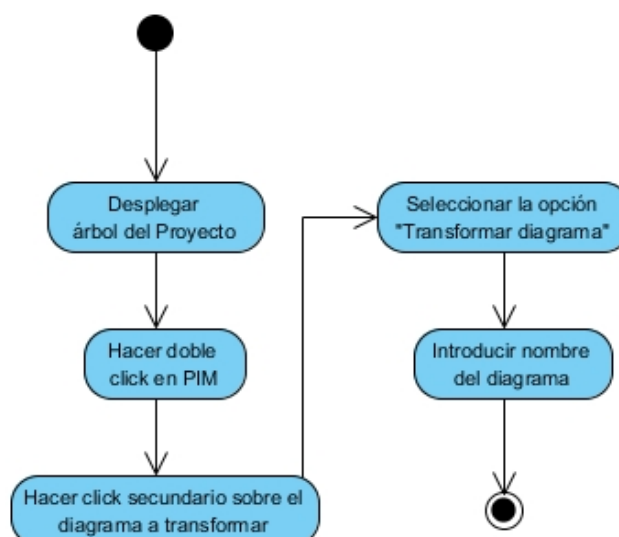 Desplegar
árbol del Proyecto
Hacer doble
click en PIM
Hacer click secundario sobre el
diagrama a transformar
Seleccionar la opción
"Transformar diagrama"
Introducir nombre
del diagrama